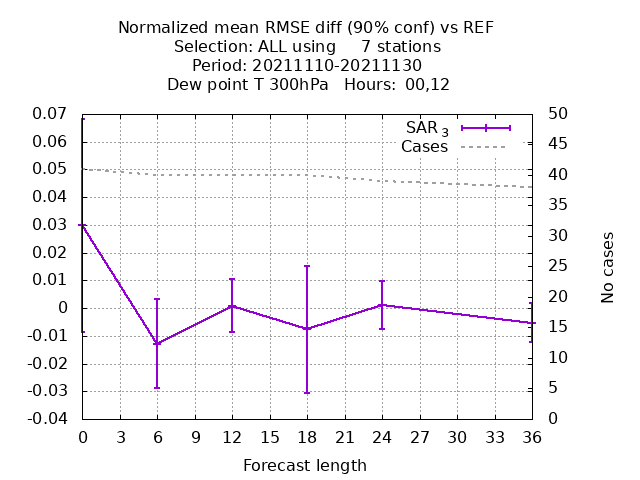 Normalized mean RMSE diff (90% conf) vs REF
Selection: ALL using 7 stations
Period: 20211110-20211130
Dew point T 300hPa Hours: 00,12
SAR 3
Cases
0.07
0.06
0.05
0.04
0.03
0.02
0.01
0
-0.01
-0.02
-0.03
-0.04
50
45
40
35
30
25
20
15
10
5
0
No cases
0 3 6 9 12 15 18 21 24 27 30 33 36
Forecast length